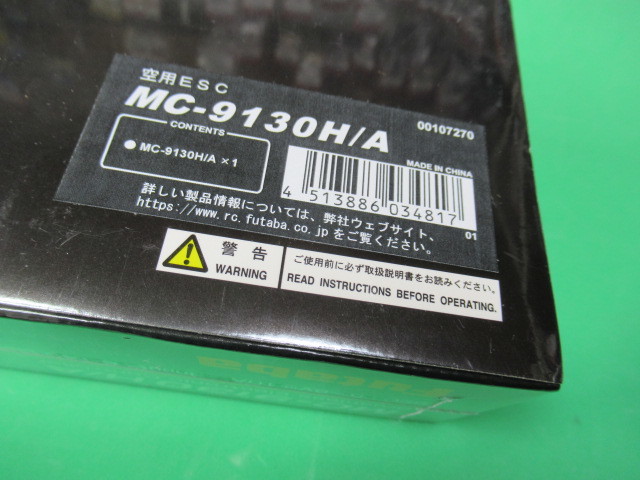 空用ESC
MC-9130H/A
00107270
CONTENTS
● MC-9130H/A ×1
MADE IN CHINA
4 513886 034817
01
詳しい製品情報については、弊社ウェブサイト、
https://www.rc.futaba.co.jp をご覧ください。
警告
WARNING
ご使用前に必ず取扱説明書をお読みください。
READ INSTRUCTIONS BEFORE OPERATING.
Futaba